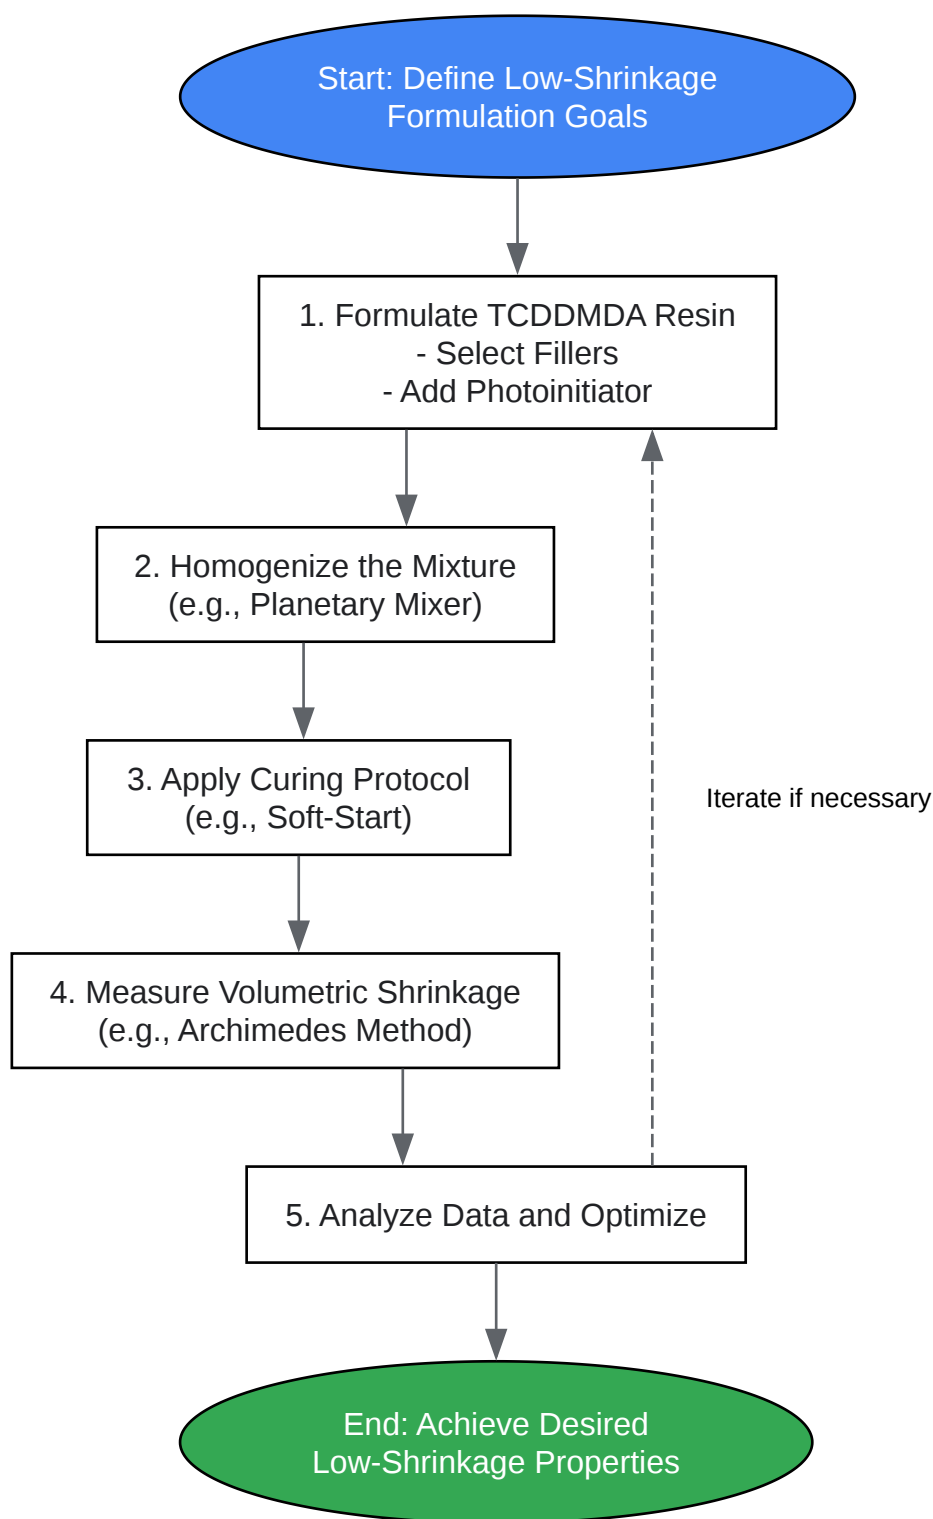 Start: Define Low-Shrinkage
Formulation Goals
1. Formulate TCDDMDA Resin
- Select Fillers
- Add Photoinitiator
2. Homogenize the Mixture
(e.g., Planetary Mixer)
3. Apply Curing Protocol
(e.g., Soft-Start)
Iterate if necessary
4. Measure Volumetric Shrinkage
(e.g., Archimedes Method)
5. Analyze Data and Optimize
End: Achieve Desired
Low-Shrinkage Properties